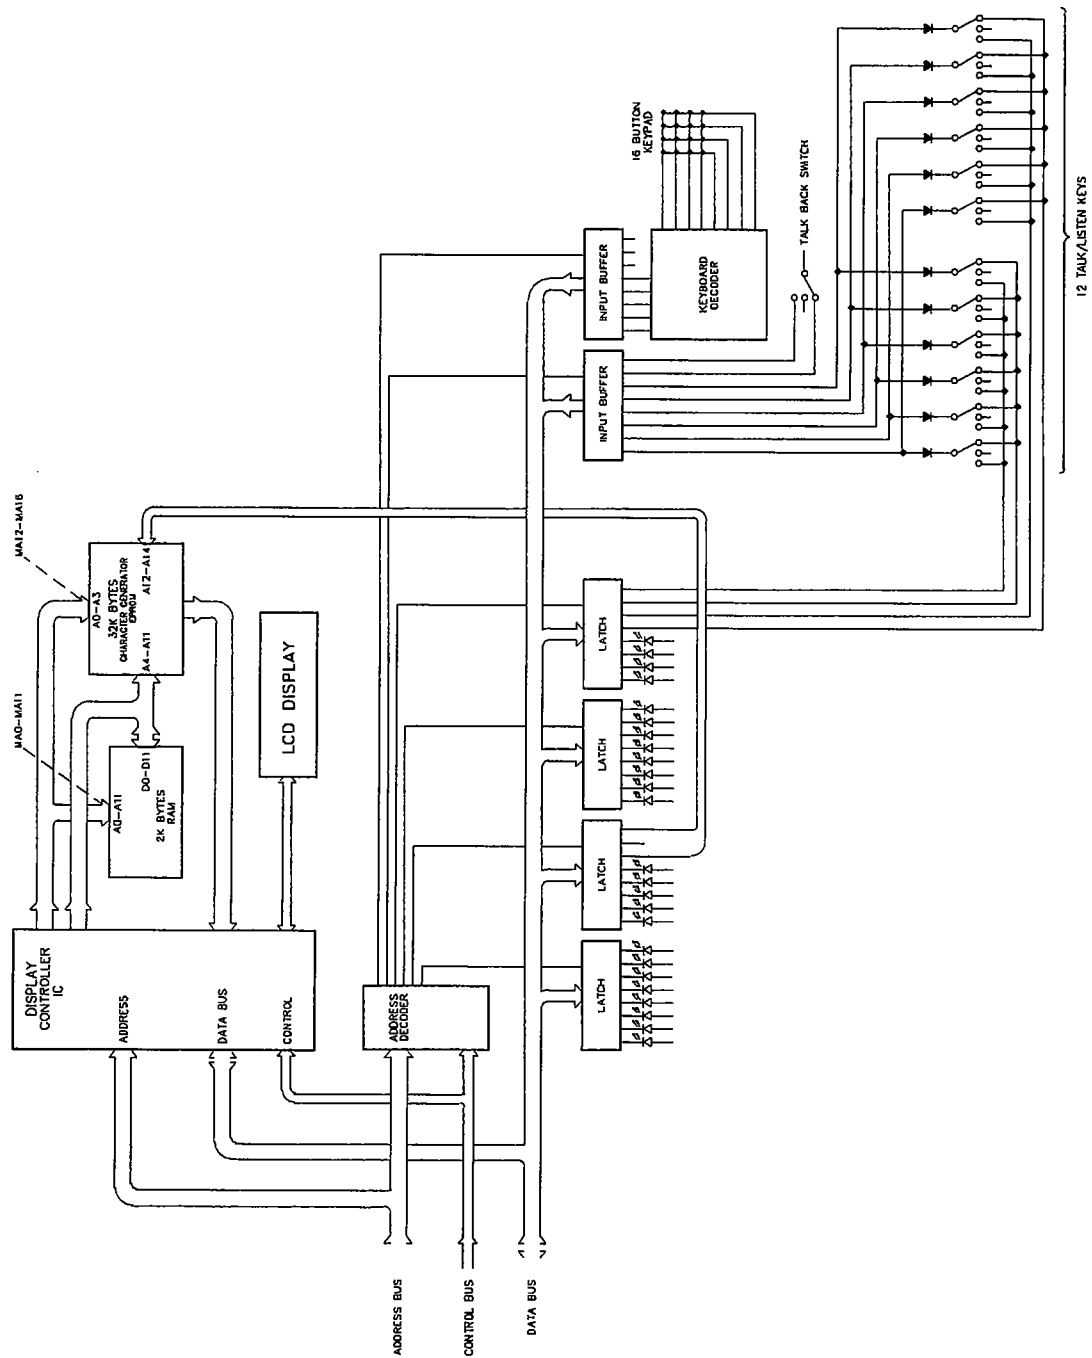 MA12-MA16
MA0-MA11
A0-A3
32K BYTES
CHARACTER GENERATOR
EPROM
A4-A11
A12-A14
A0-A11
D0-D11
2K BYTES
RAM
LCD DISPLAY
DISPLAY
CONTROLLER
IC
ADDRESS
DATA BUS
CONTROL
ADDRESS
DECODER
ADDRESS BUS
CONTROL BUS
DATA BUS
LATCH
LATCH
LATCH
LATCH
INPUT BUFFER
INPUT BUFFER
KEYBOARD
DECODER
16 BUTTON
KEYPAD
TALK BACK SWITCH
12 TALK/LISTEN KEYS